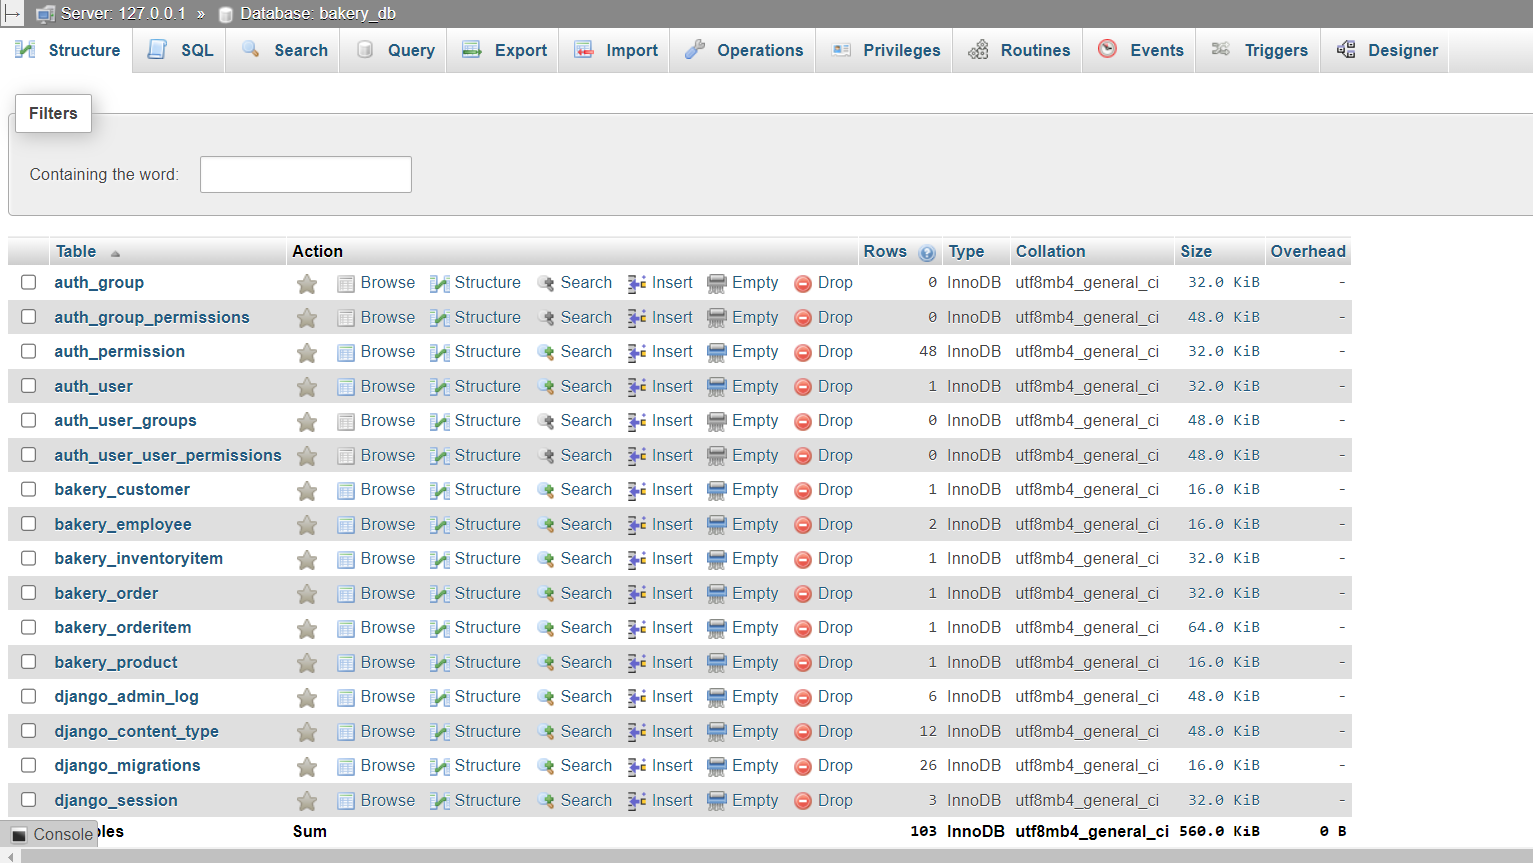 Server: 127.0.0.1 » Database: bakery_db
Structure SQL Search Query Export Import Operations Privileges Routines Events Triggers Designer
Filters
Containing the word:
Table Action Rows Type Collation Size Overhead
auth_group Browse Structure Search Insert Empty Drop 0 InnoDB utf8mb4_general_ci 32.0 KiB -
auth_group_permissions Browse Structure Search Insert Empty Drop 0 InnoDB utf8mb4_general_ci 48.0 KiB -
auth_permission Browse Structure Search Insert Empty Drop 48 InnoDB utf8mb4_general_ci 32.0 KiB -
auth_user Browse Structure Search Insert Empty Drop 1 InnoDB utf8mb4_general_ci 32.0 KiB -
auth_user_groups Browse Structure Search Insert Empty Drop 0 InnoDB utf8mb4_general_ci 48.0 KiB -
auth_user_user_permissions Browse Structure Search Insert Empty Drop 0 InnoDB utf8mb4_general_ci 48.0 KiB -
bakery_customer Browse Structure Search Insert Empty Drop 1 InnoDB utf8mb4_general_ci 16.0 KiB -
bakery_employee Browse Structure Search Insert Empty Drop 2 InnoDB utf8mb4_general_ci 16.0 KiB -
bakery_inventoryitem Browse Structure Search Insert Empty Drop 1 InnoDB utf8mb4_general_ci 32.0 KiB -
bakery_order Browse Structure Search Insert Empty Drop 1 InnoDB utf8mb4_general_ci 32.0 KiB -
bakery_orderitem Browse Structure Search Insert Empty Drop 1 InnoDB utf8mb4_general_ci 64.0 KiB -
bakery_product Browse Structure Search Insert Empty Drop 1 InnoDB utf8mb4_general_ci 16.0 KiB -
django_admin_log Browse Structure Search Insert Empty Drop 6 InnoDB utf8mb4_general_ci 48.0 KiB -
django_content_type Browse Structure Search Insert Empty Drop 12 InnoDB utf8mb4_general_ci 48.0 KiB -
django_migrations Browse Structure Search Insert Empty Drop 26 InnoDB utf8mb4_general_ci 16.0 KiB -
django_session Browse Structure Search Insert Empty Drop 3 InnoDB utf8mb4_general_ci 32.0 KiB -
Console Sum 103 InnoDB utf8mb4_general_ci 560.0 KiB 0 B